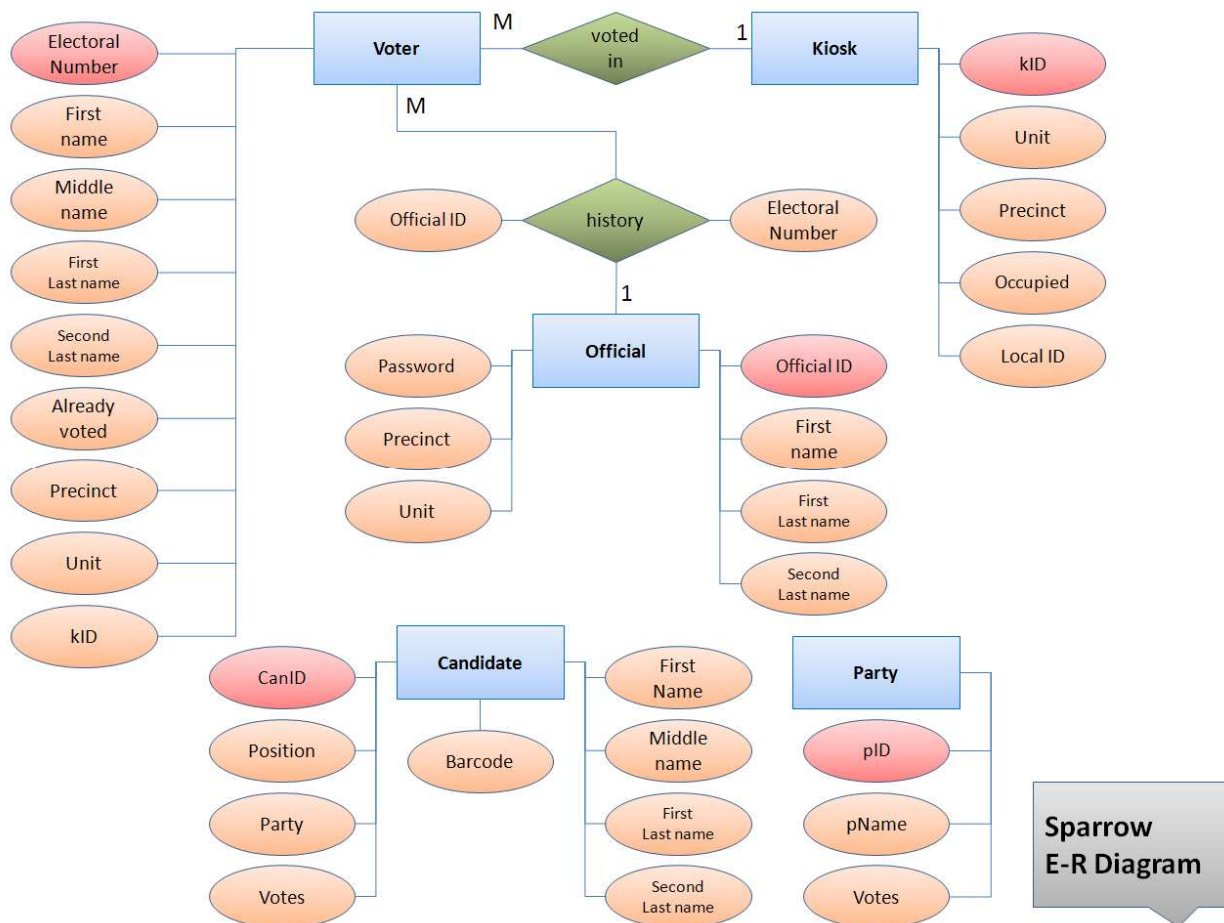 Electoral
Number
First
name
Middle
name
First
Last name
Second
Last name
Already
voted
Precinct
Unit
kID
Voter
M
voted
in
1
Kiosk
kID
Unit
Precinct
Occupied
Local ID
M
Official ID
history
Electoral
Number
1
Official
Password
Precinct
Unit
Official ID
First
name
First
Last name
Second
Last name
Candidate
CanID
Position
Party
Votes
Barcode
First
Name
Middle
name
First
Last name
Second
Last name
Party
pID
pName
Votes
Sparrow
E-R Diagram